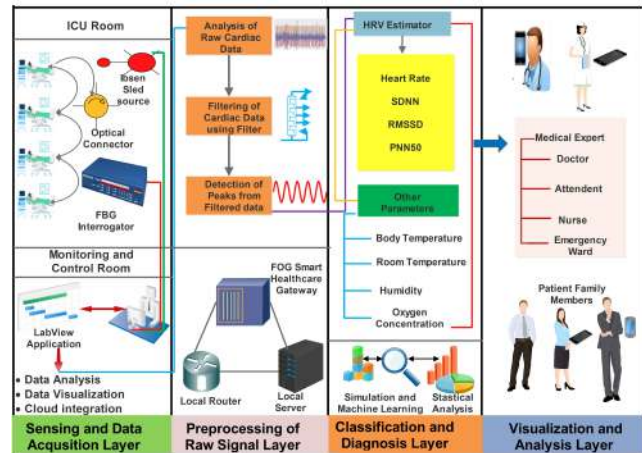 ICU Room
Ibsen
Sled
source
Optical
Connector
FBG
Interrogator
Monitoring and
Control Room
LabView
Application
• Data Analysis
• Data Visualization
• Cloud integration
Sensing and Data
Acqusition Layer
Analysis of
Raw Cardiac
Data
Filtering of
Cardiac Data
using Filter
Detection of
Peaks from
Filtered data
FOG Smart
Healthcare
Gateway
Local Router
Local
Server
Preprocessing of
Raw Signal Layer
HRV Estimator
Heart Rate
SDNN
RMSSD
PNN50
Other
Parameters
Body Temperature
Room Temperature
Humidity
Oxygen
Concentration
Simulation and
Machine Learning
Stastical
Analysis
Classification and
Diagnosis Layer
Medical Expert
Doctor
Attendent
Nurse
Emergency
Ward
Patient Family
Members
Visualization and
Analysis Layer